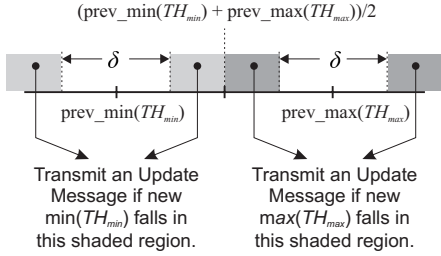 (prev_min(TH_min) + prev_max(TH_max))/2
δ δ
prev_min(TH_min) prev_max(TH_max)
Transmit an Update
Message if new
min(TH_min) falls in
this shaded region.
Transmit an Update
Message if new
max(TH_max) falls in
this shaded region.